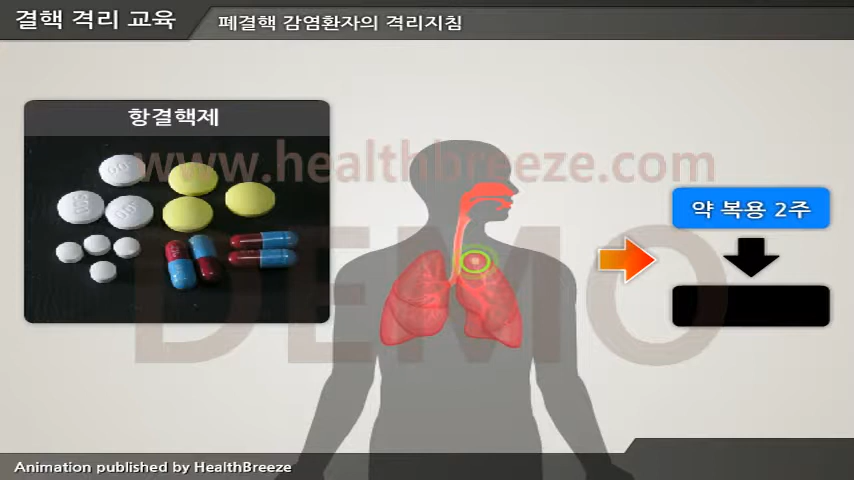 결핵 격리 교육
폐결핵 감염환자의 격리지침
항결핵제
www.healthbreeze.com
약 복용 2주
DEMO
Animation published by HealthBreeze